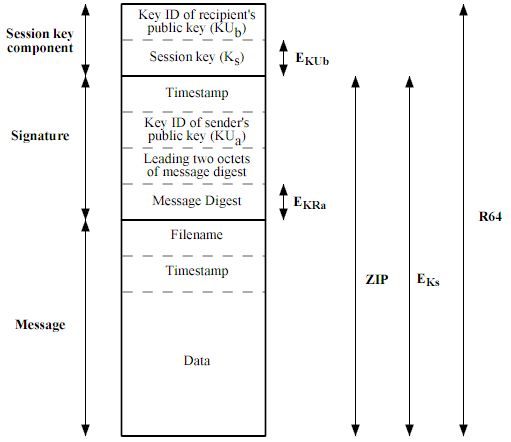 Session key
component
Key ID of recipient's
public key (KUb)
Session key (Ks)
EKUb
Signature
Timestamp
Key ID of sender's
public key (KUa)
Leading two octets
of message digest
Message Digest
EKRa
Message
Filename
Timestamp
Data
ZIP
EKs
R64